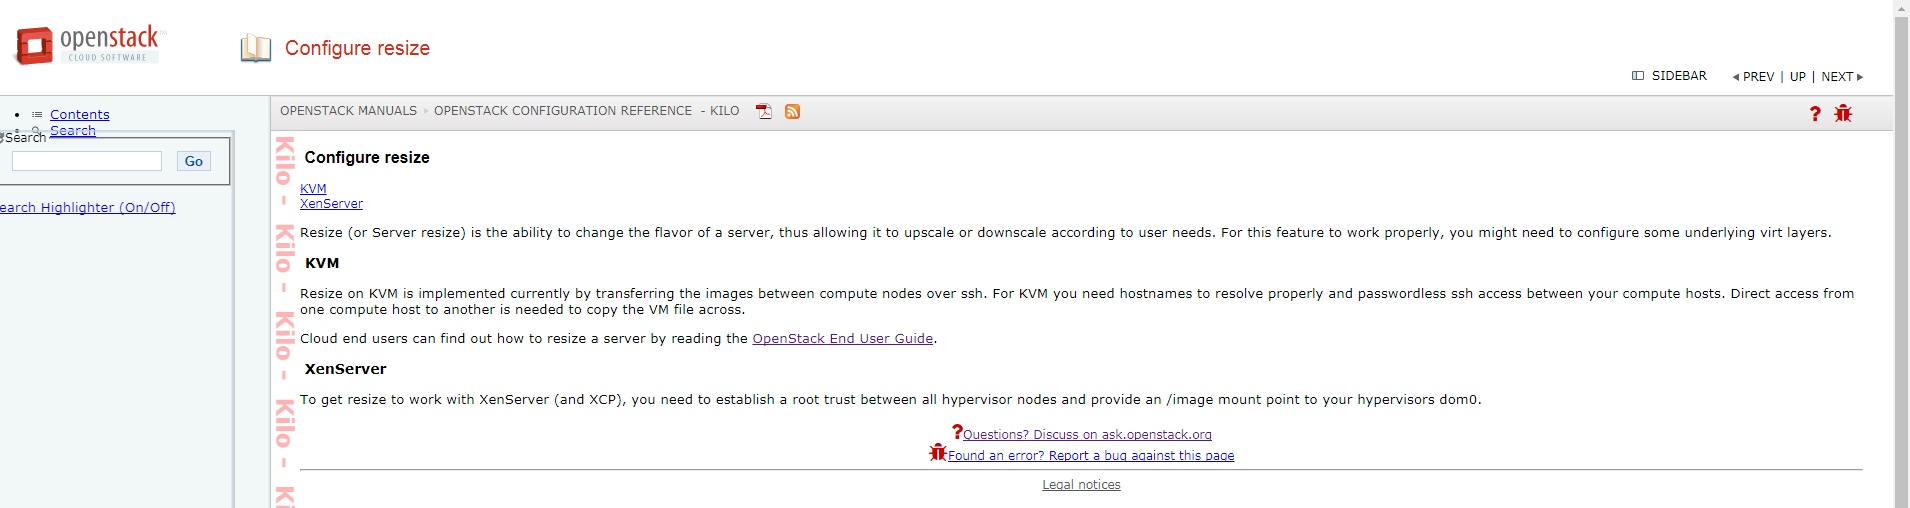 openstack™
CLOUD SOFTWARE
Configure resize
SIDEBAR
PREV | UP | NEXT
Contents
Search
Search
Go
earch Highlighter (On/Off)
OPENSTACK MANUALS
OPENSTACK CONFIGURATION REFERENCE - KILO
Kilo - Kilo - Kilo - Kilo - Ki
Configure resize
KVM
XenServer
Resize (or Server resize) is the ability to change the flavor of a server, thus allowing it to upscale or downscale according to user needs. For this feature to work properly, you might need to configure some underlying virt layers.
KVM
Resize on KVM is implemented currently by transferring the images between compute nodes over ssh. For KVM you need hostnames to resolve properly and passwordless ssh access between your compute hosts. Direct access from
one compute host to another is needed to copy the VM file across.
Cloud end users can find out how to resize a server by reading the OpenStack End User Guide.
XenServer
To get resize to work with XenServer (and XCP), you need to establish a root trust between all hypervisor nodes and provide an /image mount point to your hypervisors dom0.
?Questions? Discuss on ask.openstack.org
Found an error? Report a bug against this page
Legal notices